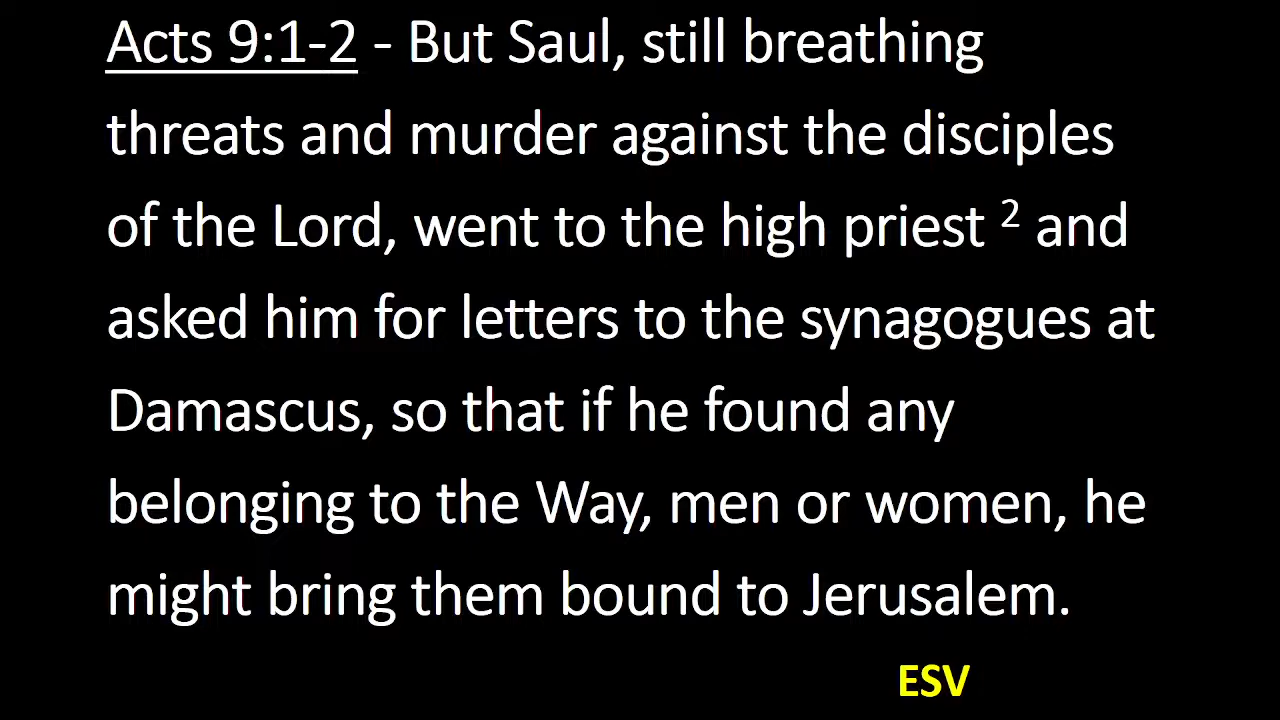 Acts 9:1-2 - But Saul, still breathing
threats and murder against the disciples
of the Lord, went to the high priest ² and
asked him for letters to the synagogues at
Damascus, so that if he found any
belonging to the Way, men or women, he
might bring them bound to Jerusalem.
ESV